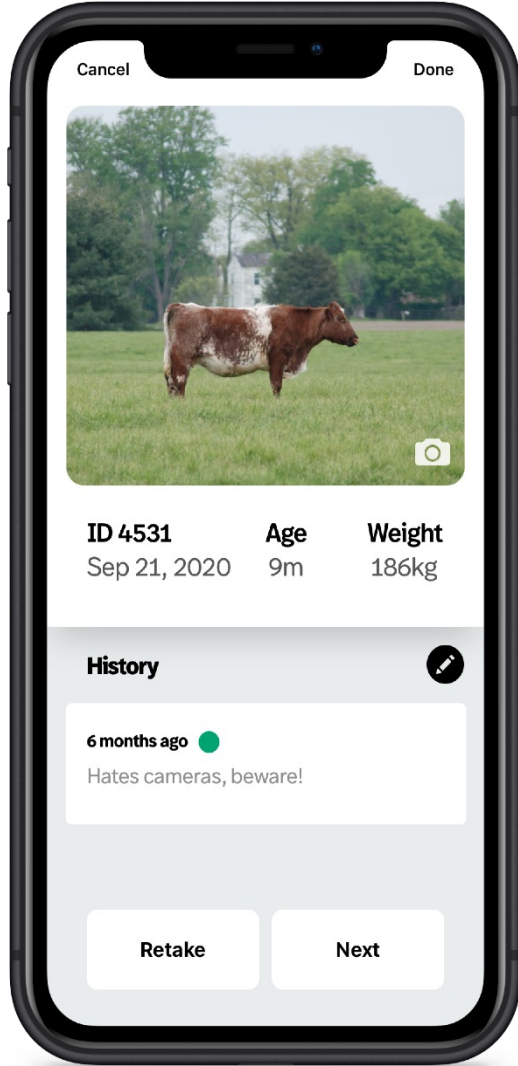 Cancel Done
ID 4531 Age Weight
Sep 21, 2020 9m 186kg
History
6 months ago
Hates cameras, beware!
Retake Next